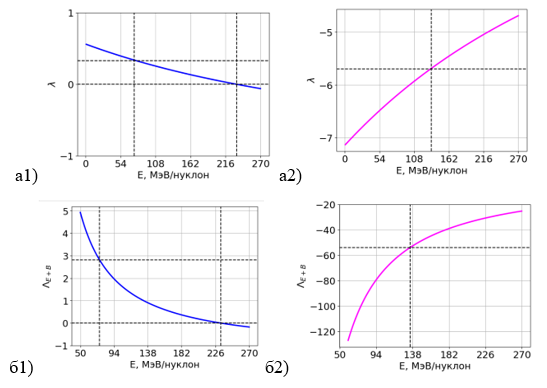 1
0
−1
λ
0 54 108 162 216 270
E, МэВ/нуклон
а1)
−5
−6
−7
λ
0 54 108 162 216 270
E, МэВ/нуклон
а2)
5
4
3
2
1
0
−1
Λ_E + B
50 94 138 182 226 270
E, МэВ/нуклон
б1)
−20
−40
−60
−80
−100
−120
Λ_E + B
50 94 138 182 226 270
E, МэВ/нуклон
б2)